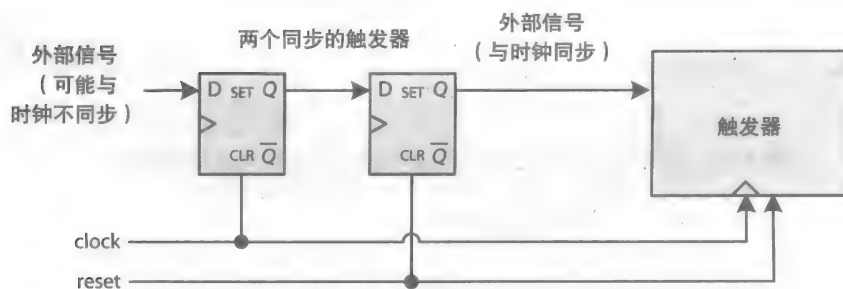 外部信号
（可能与
时钟不同步）
两个同步的触发器
外部信号
（与时钟同步）
D SET Q
CLR Q̅
D SET Q
CLR Q̅
触发器
clock
reset